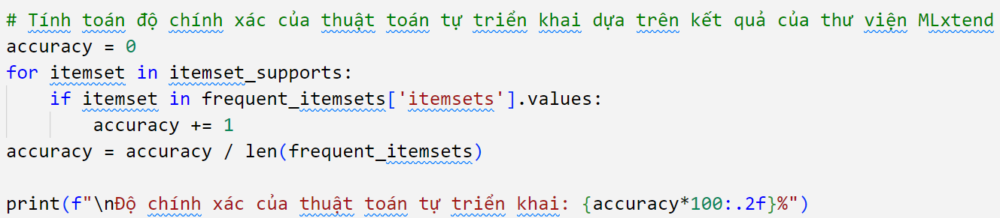 # Tính toán độ chính xác của thuật toán tự triển khai dựa trên kết quả của thư viện MLxtend
accuracy = 0
for itemset in itemset_supports:
    if itemset in frequent_itemsets['itemsets'].values:
        accuracy += 1
accuracy = accuracy / len(frequent_itemsets)

print(f"\nĐộ chính xác của thuật toán tự triển khai: {accuracy*100:.2f}%")